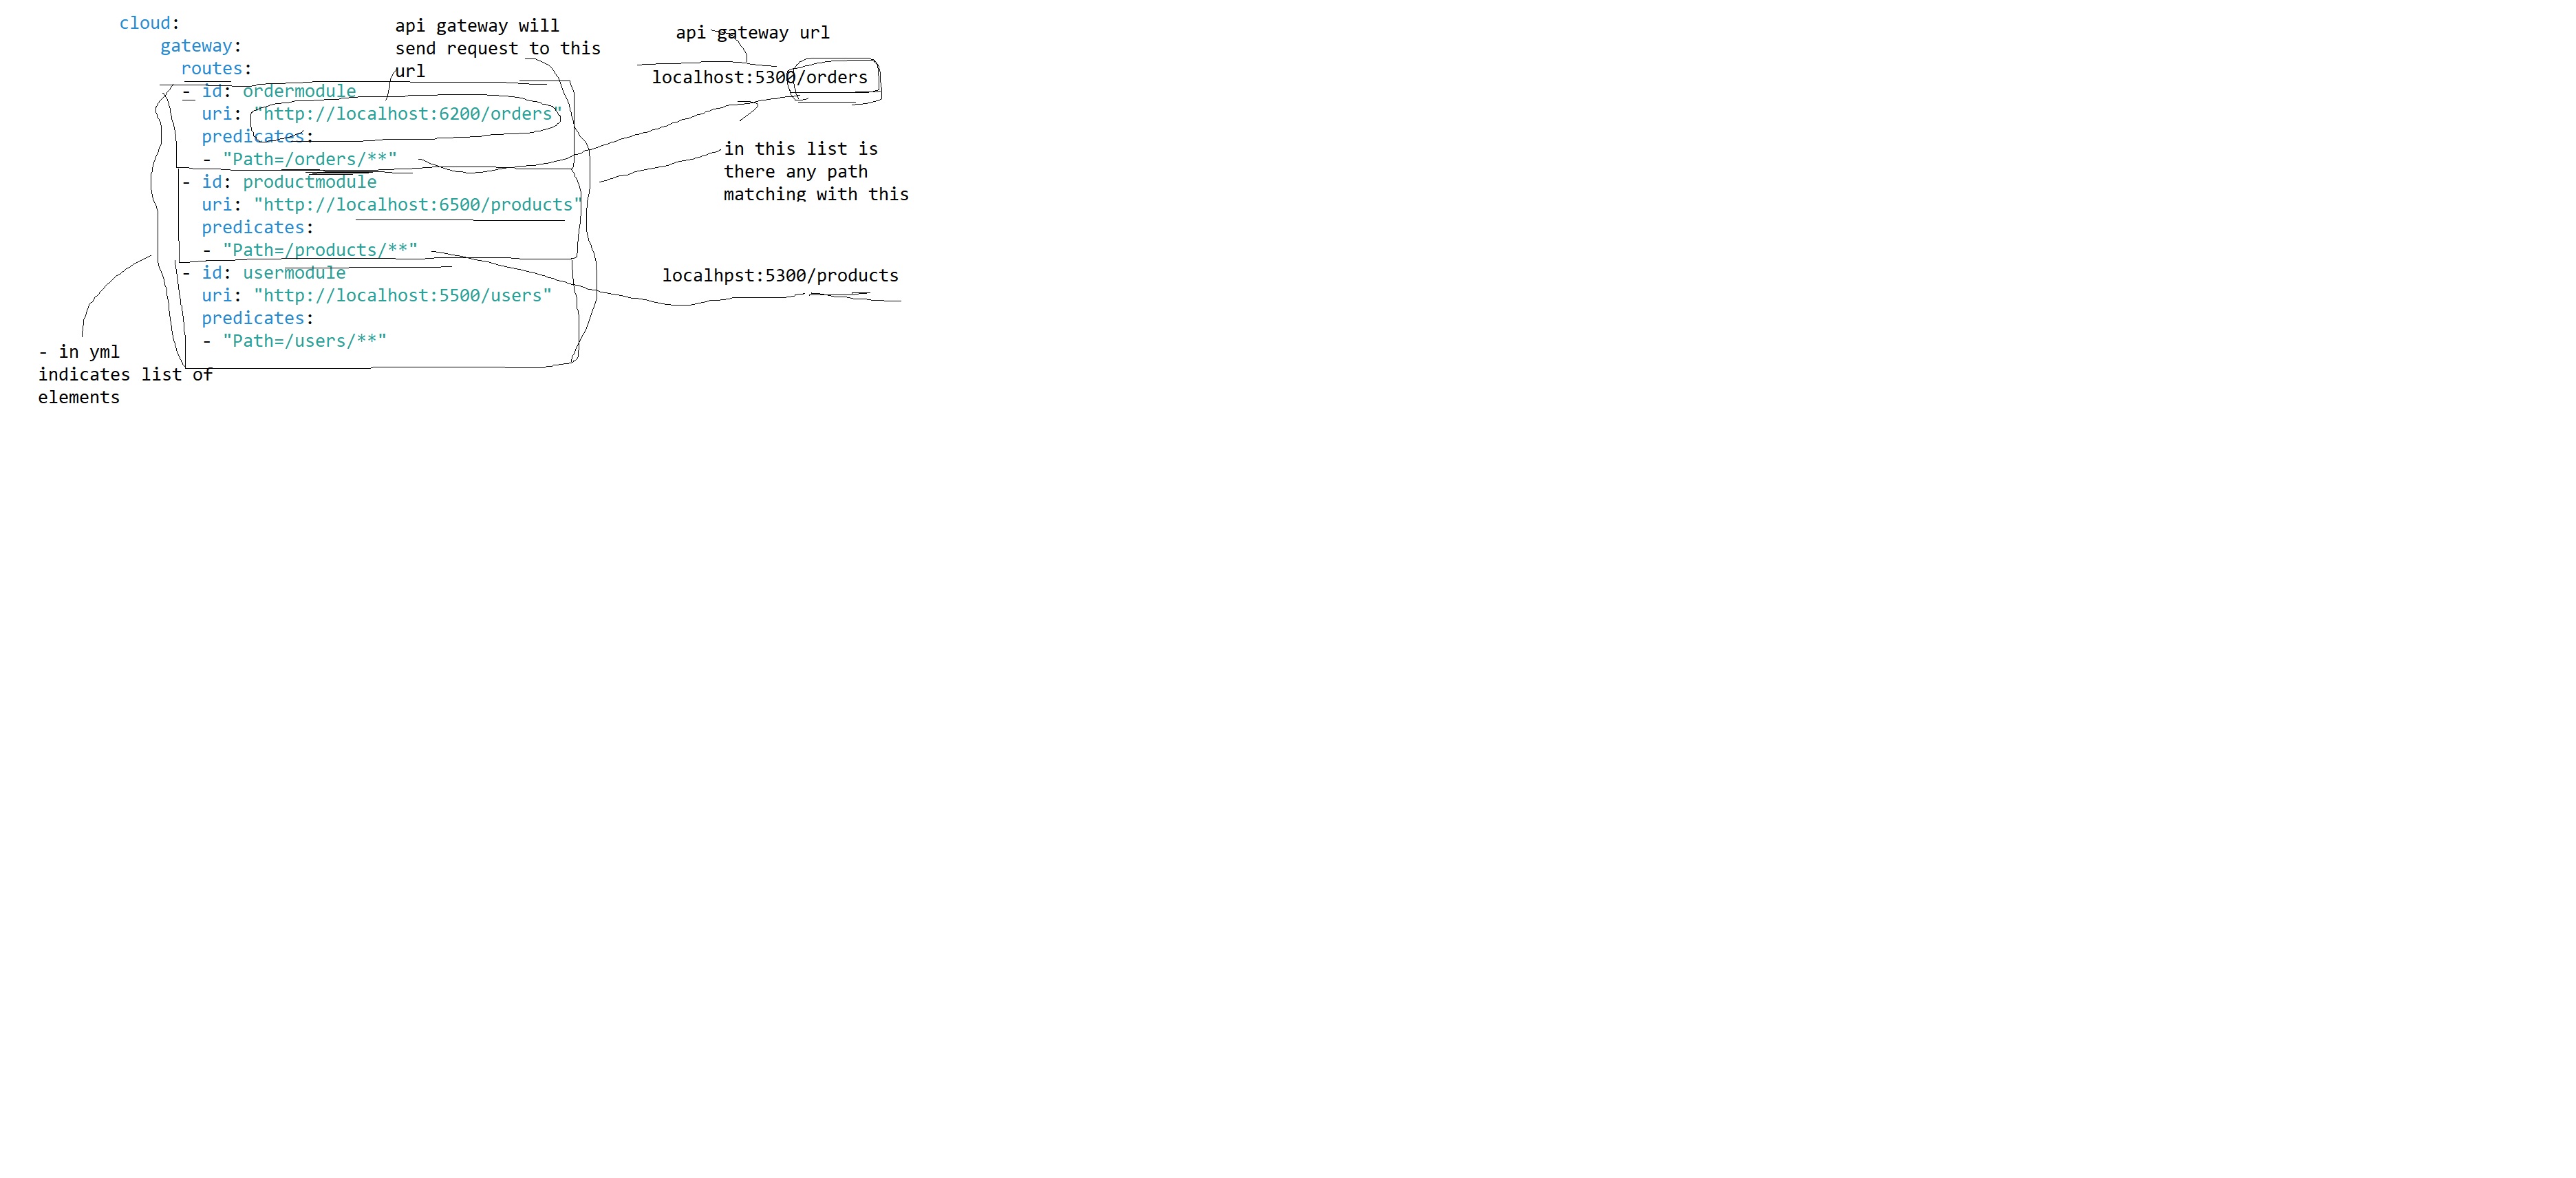 cloud:
gateway:
routes:
- id: ordermodule
uri: "http://localhost:6200/orders"
predicates:
- "Path=/orders/**"
- id: productmodule
uri: "http://localhost:6500/products"
predicates:
- "Path=/products/**"
- id: usermodule
uri: "http://localhost:5500/users"
predicates:
- "Path=/users/**"
- in yml
indicates list of
elements
api gateway will
send request to this
url
api gateway url
localhost:5300/orders
in this list is
there any path
matching with this
localhpst:5300/products